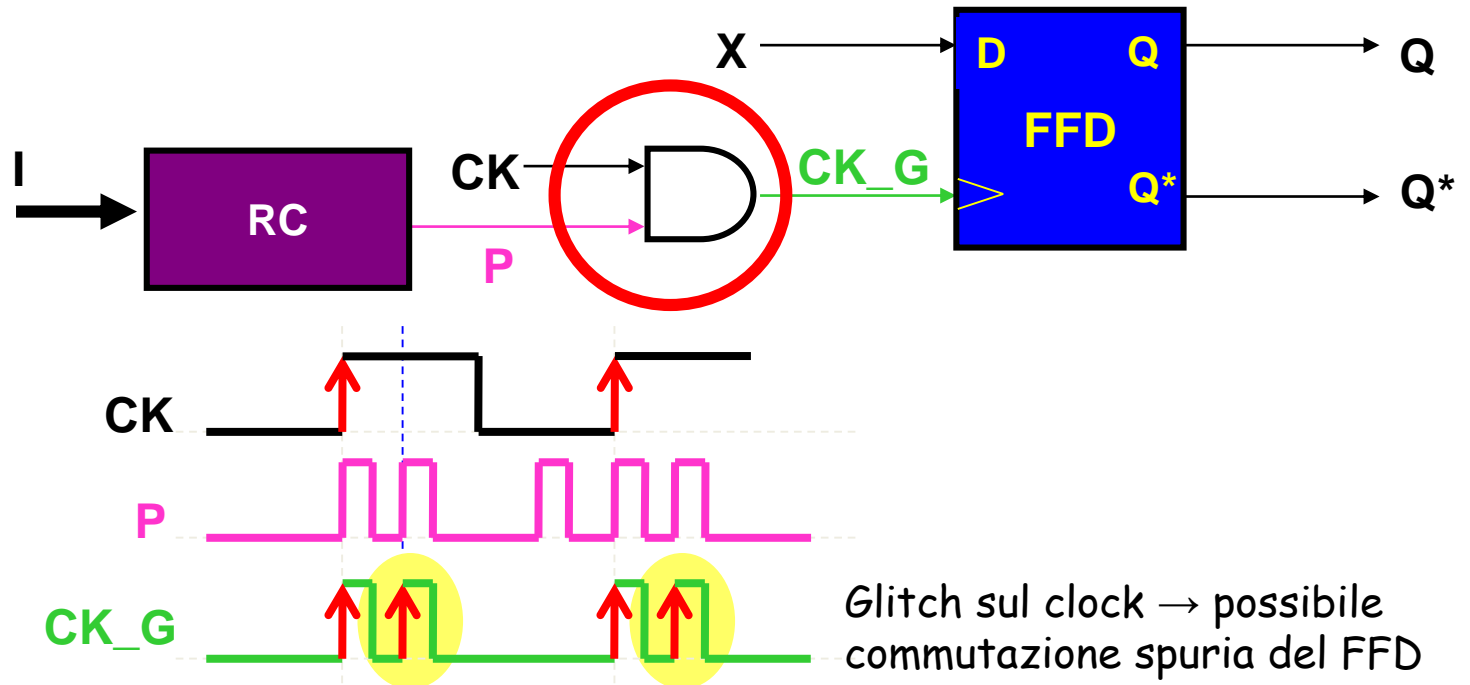 X
D
Q
Q
FFD
I
CK
CK_G
RC
Q*
Q*
P
CK
P
CK_G
Glitch sul clock → possibile
commutazione spuria del FFD